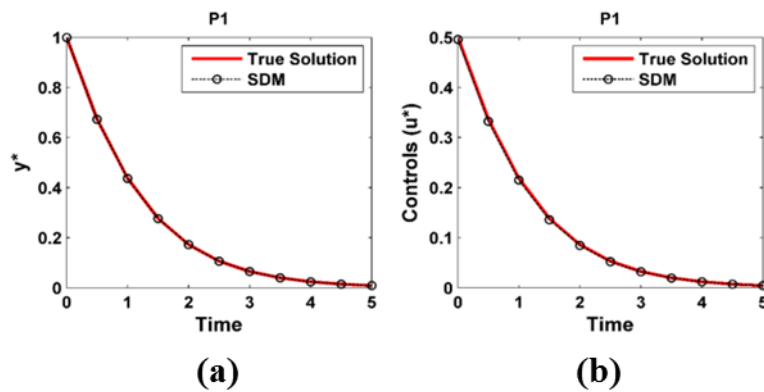 P1
True Solution
SDM
y*
1
0.8
0.6
0.4
0.2
0
0 1 2 3 4 5
Time
(a)
P1
True Solution
SDM
Controls (u*)
0.5
0.4
0.3
0.2
0.1
0
0 1 2 3 4 5
Time
(b)